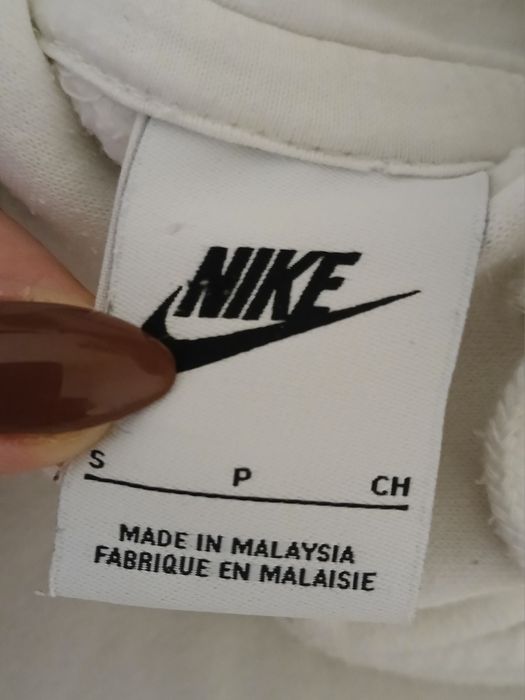 NIKE
S P CH
MADE IN MALAYSIA
FABRIQUE EN MALAISIE